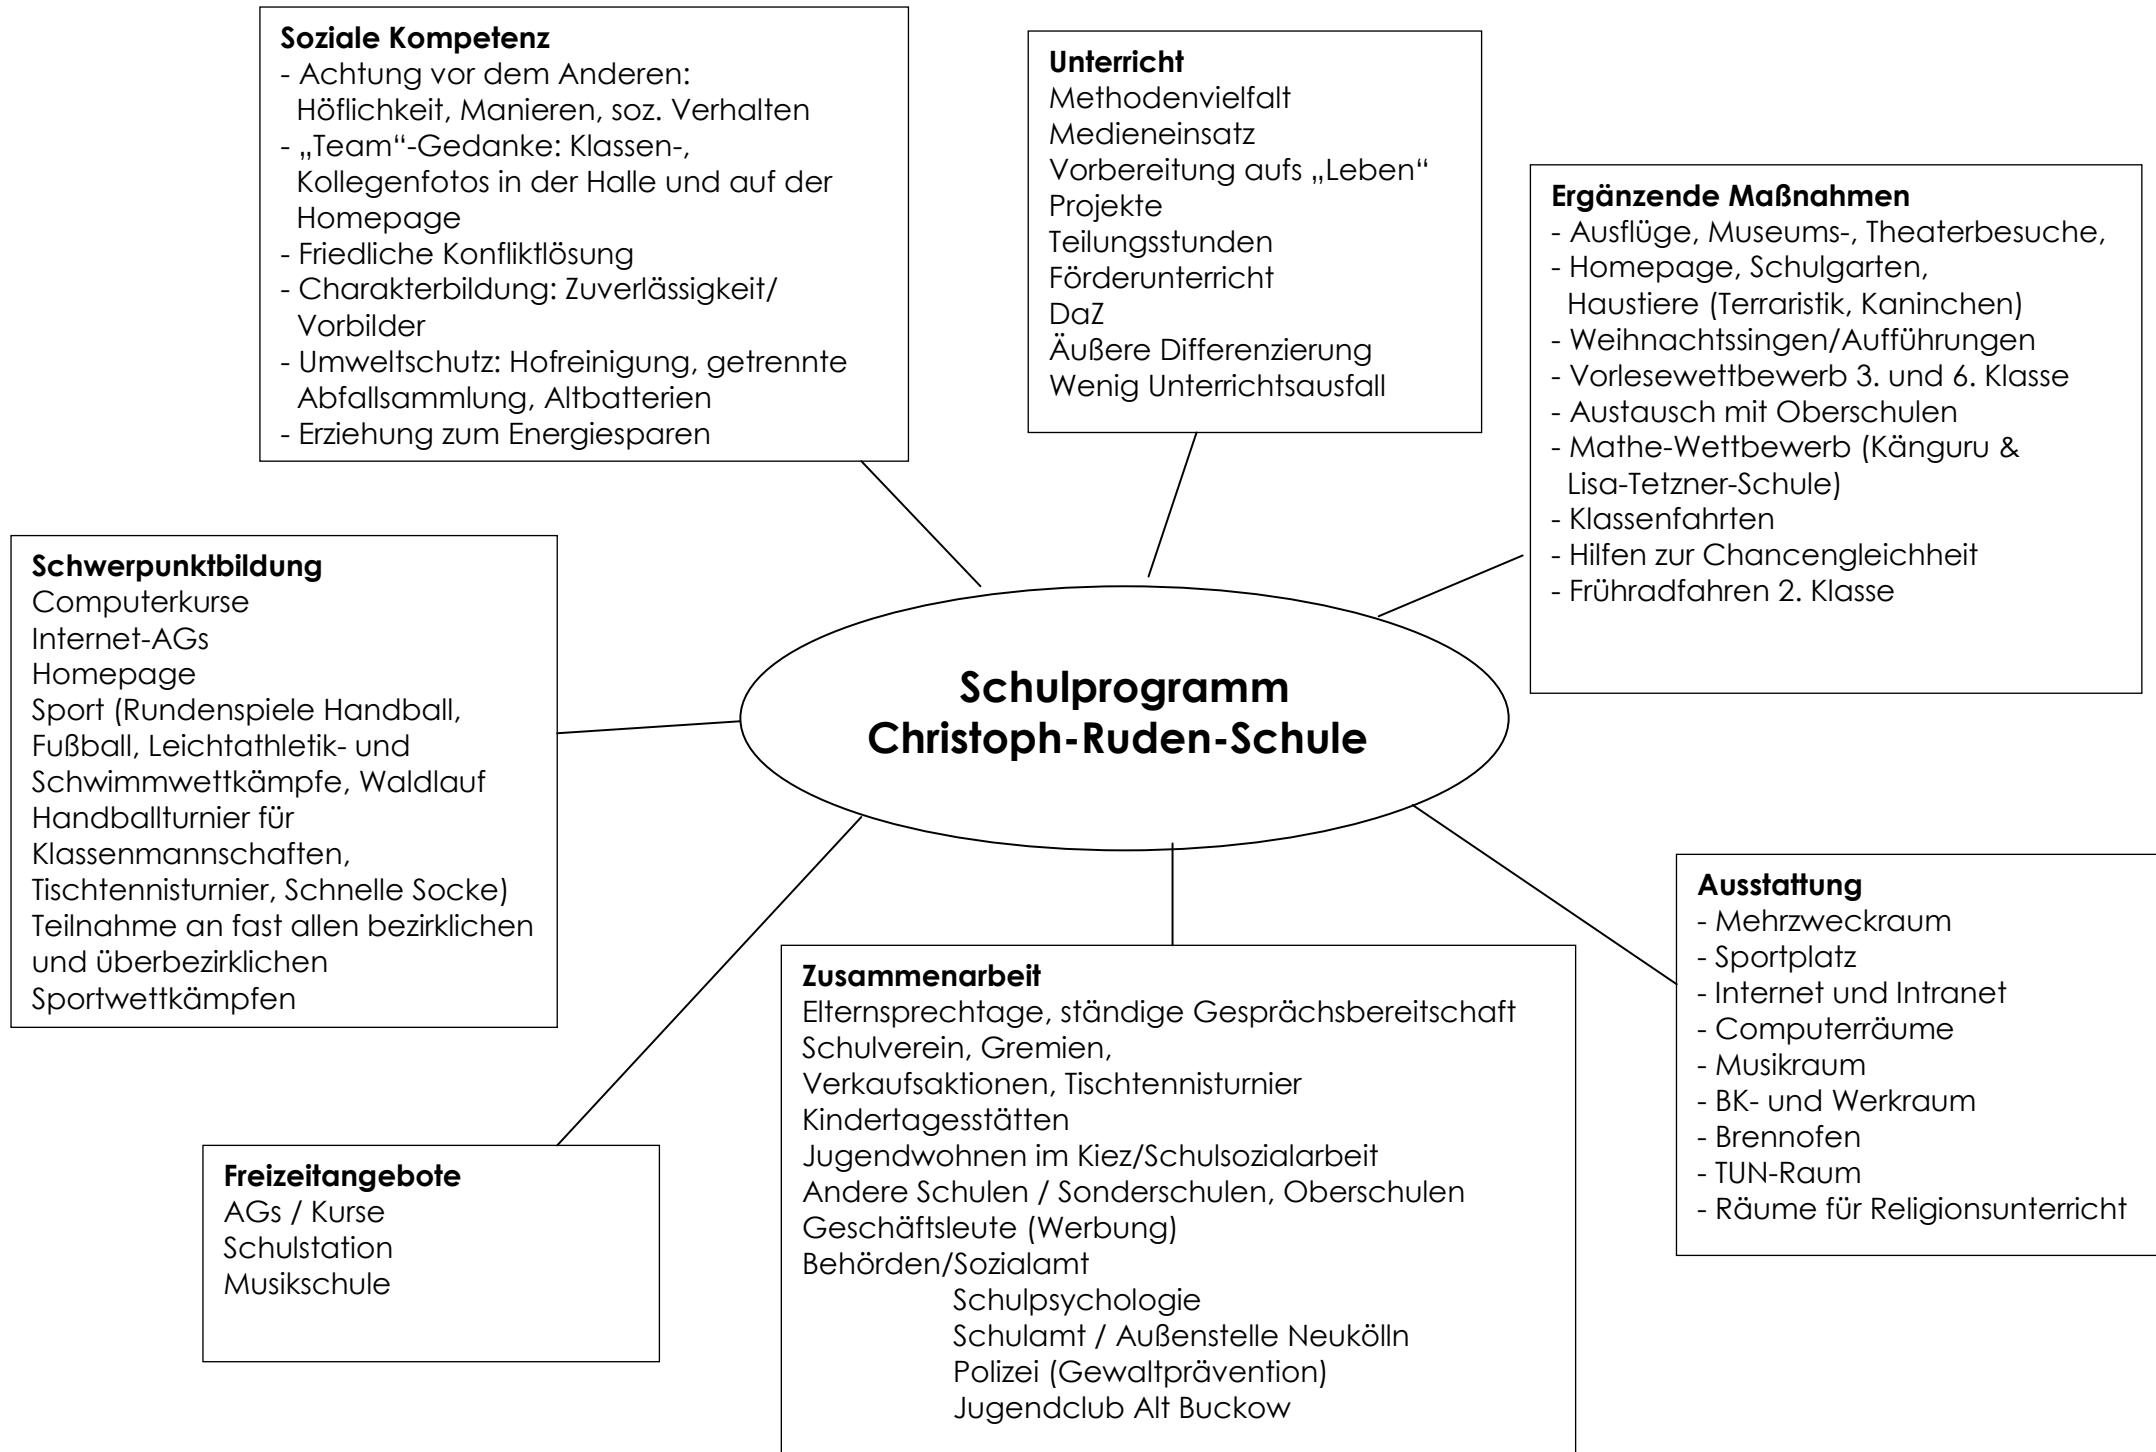 Soziale Kompetenz
- Achtung vor dem Anderen:
Höflichkeit, Manieren, soz. Verhalten
- „Team“-Gedanke: Klassen-,
Kollegenfotos in der Halle und auf der
Homepage
- Friedliche Konfliktlösung
- Charakterbildung: Zuverlässigkeit/
Vorbilder
- Umweltschutz: Hofreinigung, getrennte
Abfallsammlung, Altbatterien
- Erziehung zum Energiesparen
Unterricht
Methodenvielfalt
Medieneinsatz
Vorbereitung aufs „Leben“
Projekte
Teilungsstunden
Förderunterricht
DaZ
Äußere Differenzierung
Wenig Unterrichtsausfall
Ergänzende Maßnahmen
- Ausflüge, Museums-, Theaterbesuche,
- Homepage, Schulgarten,
Haustiere (Terraristik, Kaninchen)
- Weihnachtssingen/Aufführungen
- Vorlesewettbewerb 3. und 6. Klasse
- Austausch mit Oberschulen
- Mathe-Wettbewerb (Känguru &
Lisa-Tetzner-Schule)
- Klassenfahrten
- Hilfen zur Chancengleichheit
- Frühradfahren 2. Klasse
Schwerpunktbildung
Computerkurse
Internet-AGs
Homepage
Sport (Rundenspiele Handball,
Fußball, Leichtathletik- und
Schwimmwettkämpfe, Waldlauf
Handballturnier für
Klassenmannschaften,
Tischtennisturnier, Schnelle Socke)
Teilnahme an fast allen bezirklichen
und überbezirklichen
Sportwettkämpfen
Schulprogramm
Christoph-Ruden-Schule
Ausstattung
- Mehrzweckraum
- Sportplatz
- Internet und Intranet
- Computerräume
- Musikraum
- BK- und Werkraum
- Brennofen
- TUN-Raum
- Räume für Religionsunterricht
Zusammenarbeit
Elternsprechtage, ständige Gesprächsbereitschaft
Schulverein, Gremien,
Verkaufsaktionen, Tischtennisturnier
Kindertagesstätten
Jugendwohnen im Kiez/Schulsozialarbeit
Andere Schulen / Sonderschulen, Oberschulen
Geschäftsleute (Werbung)
Behörden/Sozialamt
Schulpsychologie
Schulamt / Außenstelle Neukölln
Polizei (Gewaltprävention)
Jugendclub Alt Buckow
Freizeitangebote
AGs / Kurse
Schulstation
Musikschule